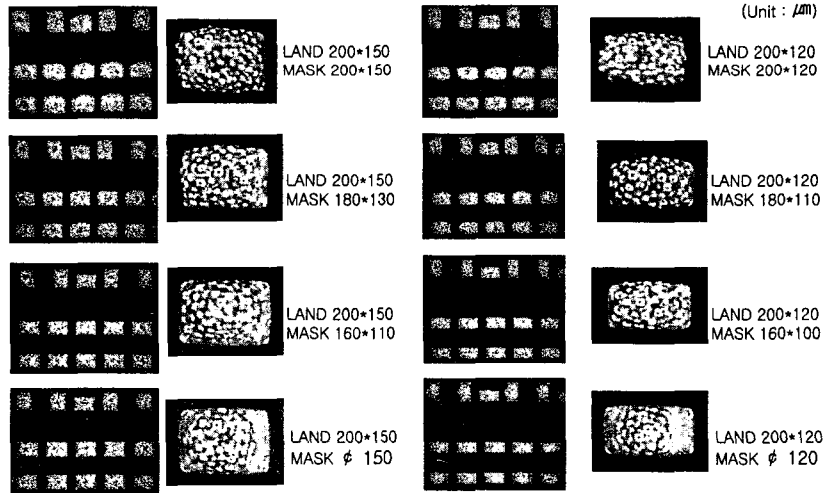 (Unit : μm)
LAND 200*150
MASK 200*150
LAND 200*120
MASK 200*120
LAND 200*150
MASK 180*130
LAND 200*120
MASK 180*110
LAND 200*150
MASK 160*110
LAND 200*120
MASK 160*100
LAND 200*150
MASK ϕ 150
LAND 200*120
MASK ϕ 120